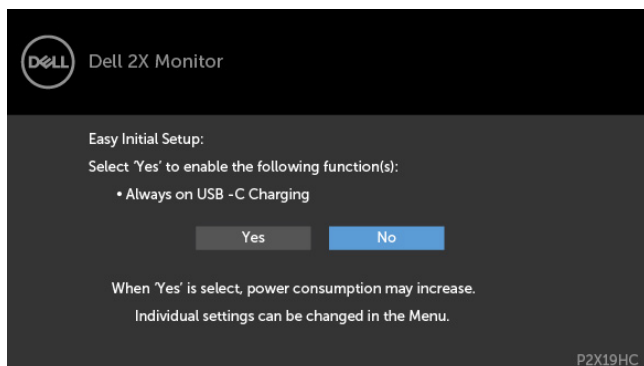 DELL
Dell 2X Monitor
Easy Initial Setup:
Select ‘Yes’ to enable the following function(s):
• Always on USB -C Charging
Yes No
When ‘Yes’ is select, power consumption may increase.
Individual settings can be changed in the Menu.
P2X19HC